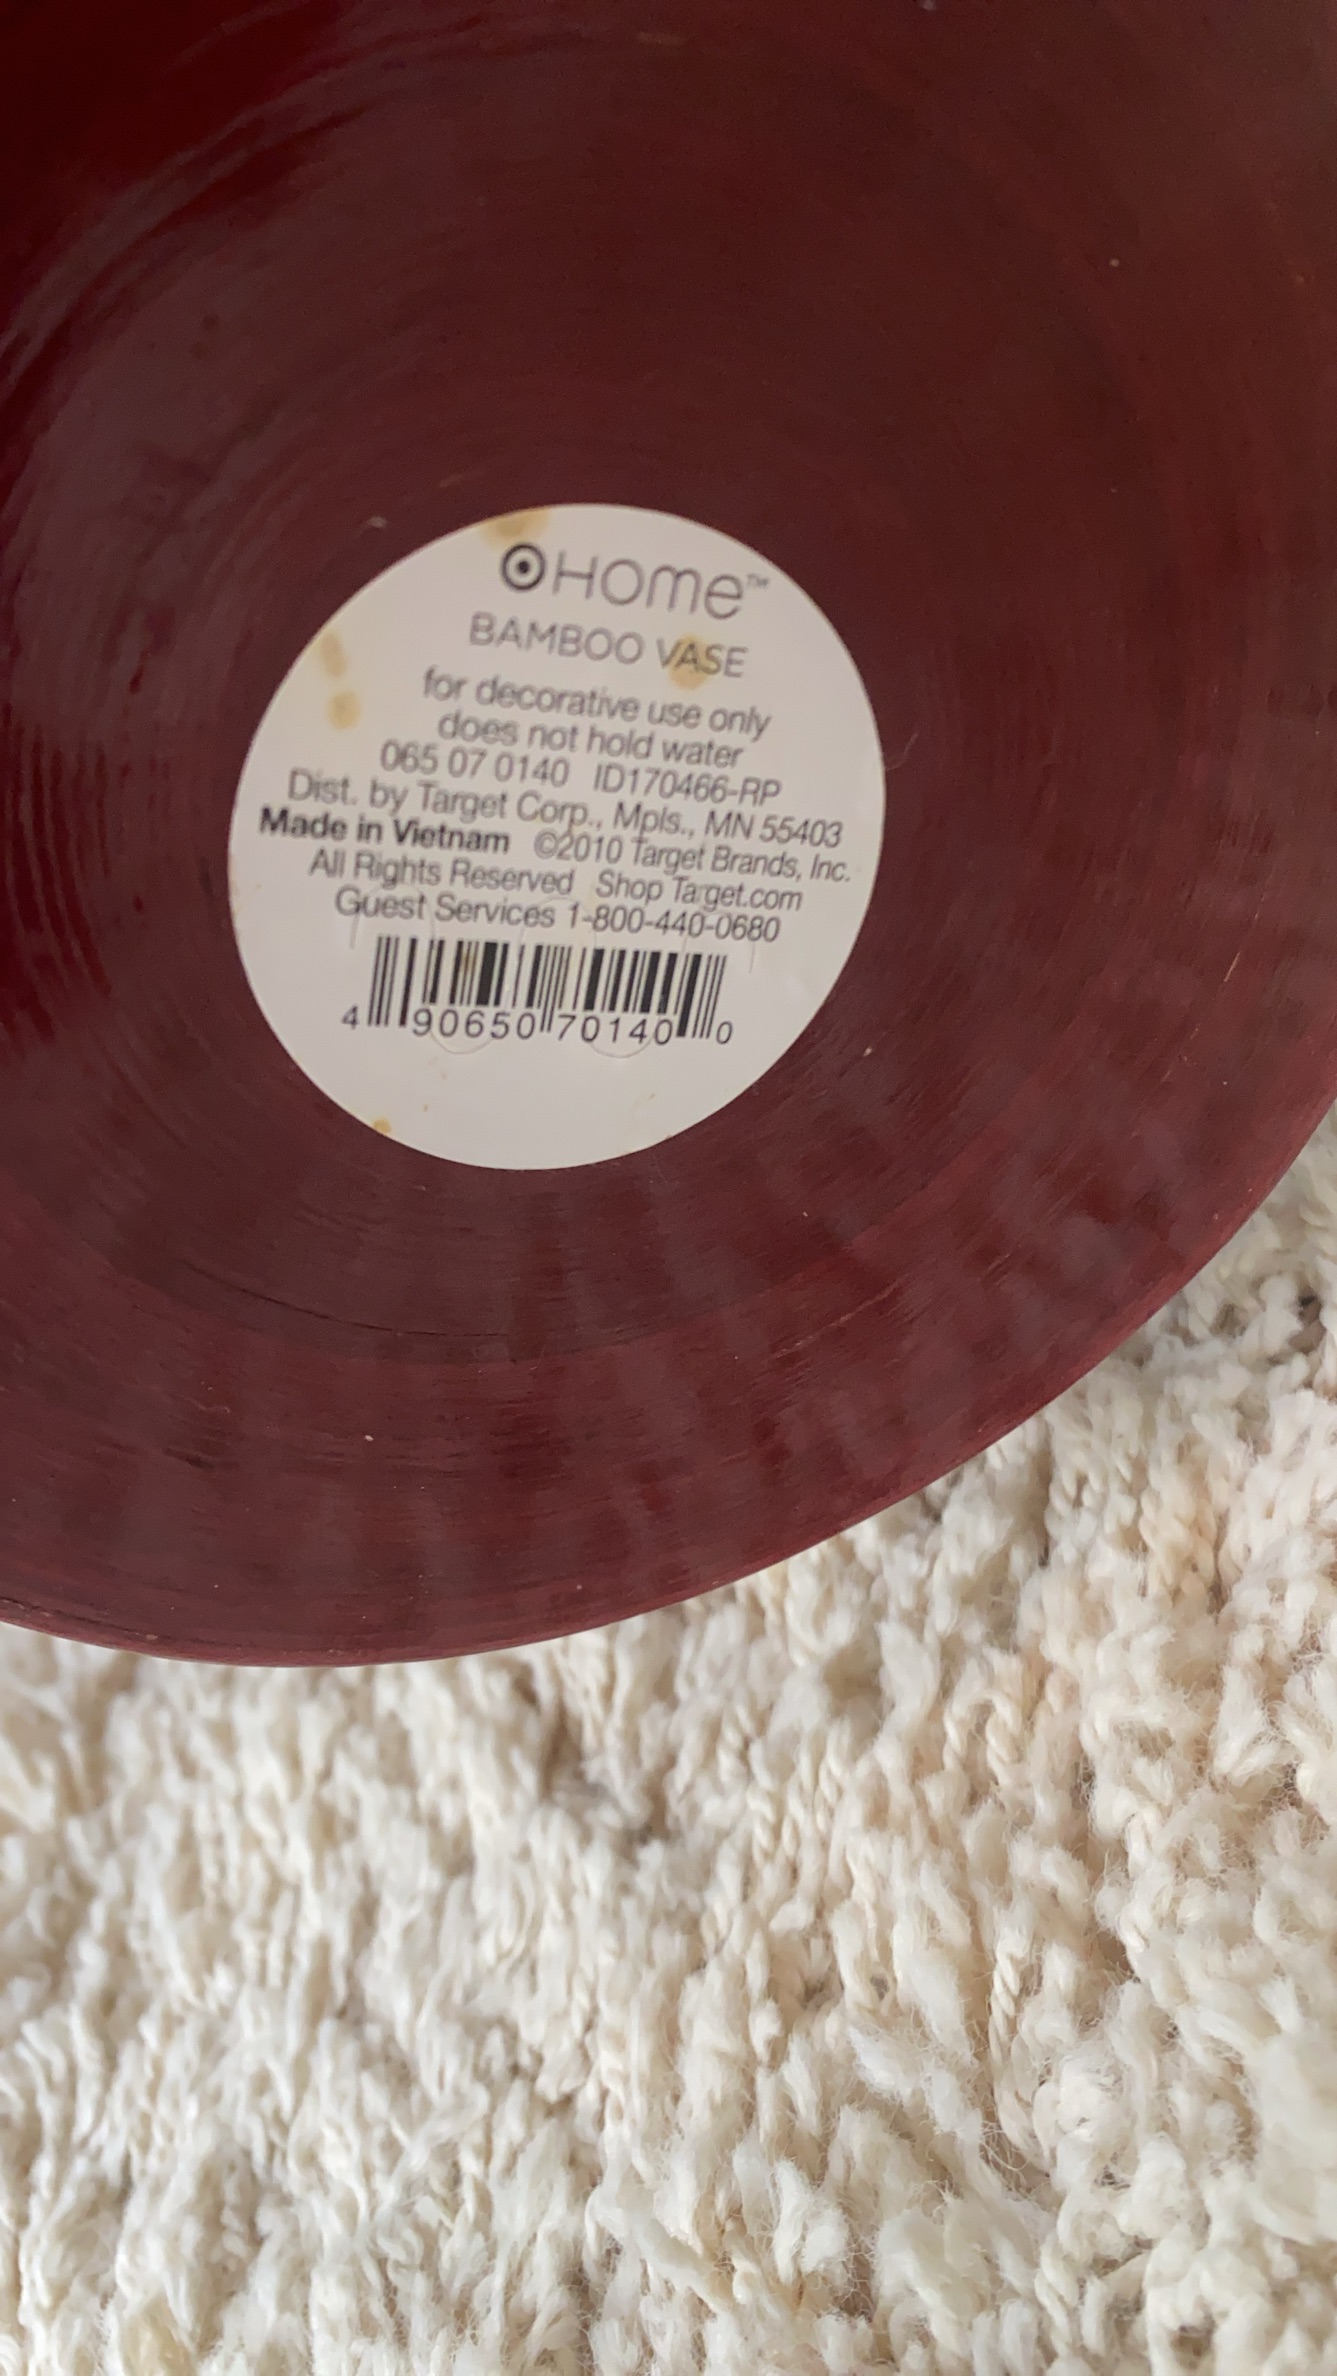 HOme™
BAMBOO VASE
for decorative use only
does not hold water
065 07 0140 ID170466-RP
Dist. by Target Corp., Mpls., MN 55403
Made in Vietnam ©2010 Target Brands, Inc.
All Rights Reserved Shop Target.com
Guest Services 1-800-440-0680
4 90650 70140 0